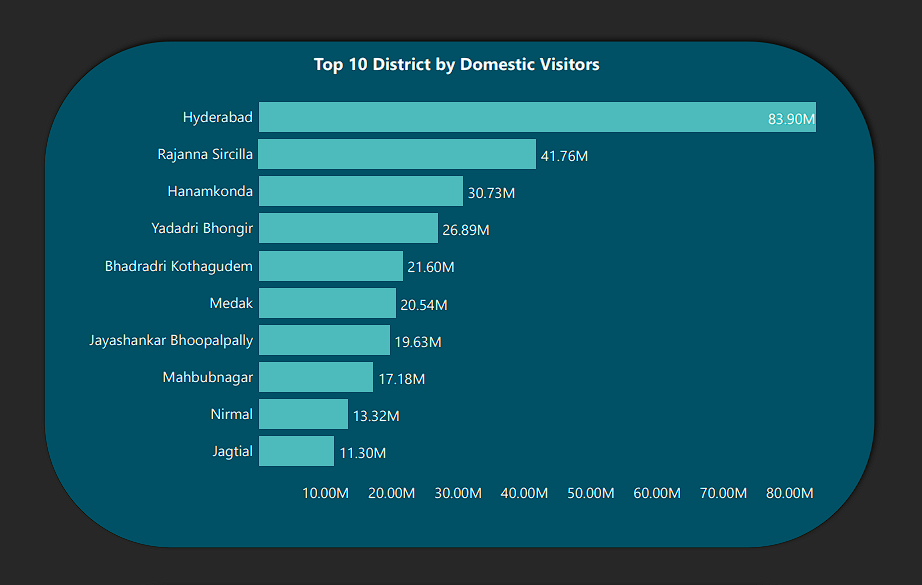 Top 10 District by Domestic Visitors
Hyderabad 83.90M
Rajanna Sircilla 41.76M
Hanamkonda 30.73M
Yadadri Bhongir 26.89M
Bhadradri Kothagudem 21.60M
Medak 20.54M
Jayashankar Bhoopalpally 19.63M
Mahbubnagar 17.18M
Nirmal 13.32M
Jagtial 11.30M
10.00M 20.00M 30.00M 40.00M 50.00M 60.00M 70.00M 80.00M